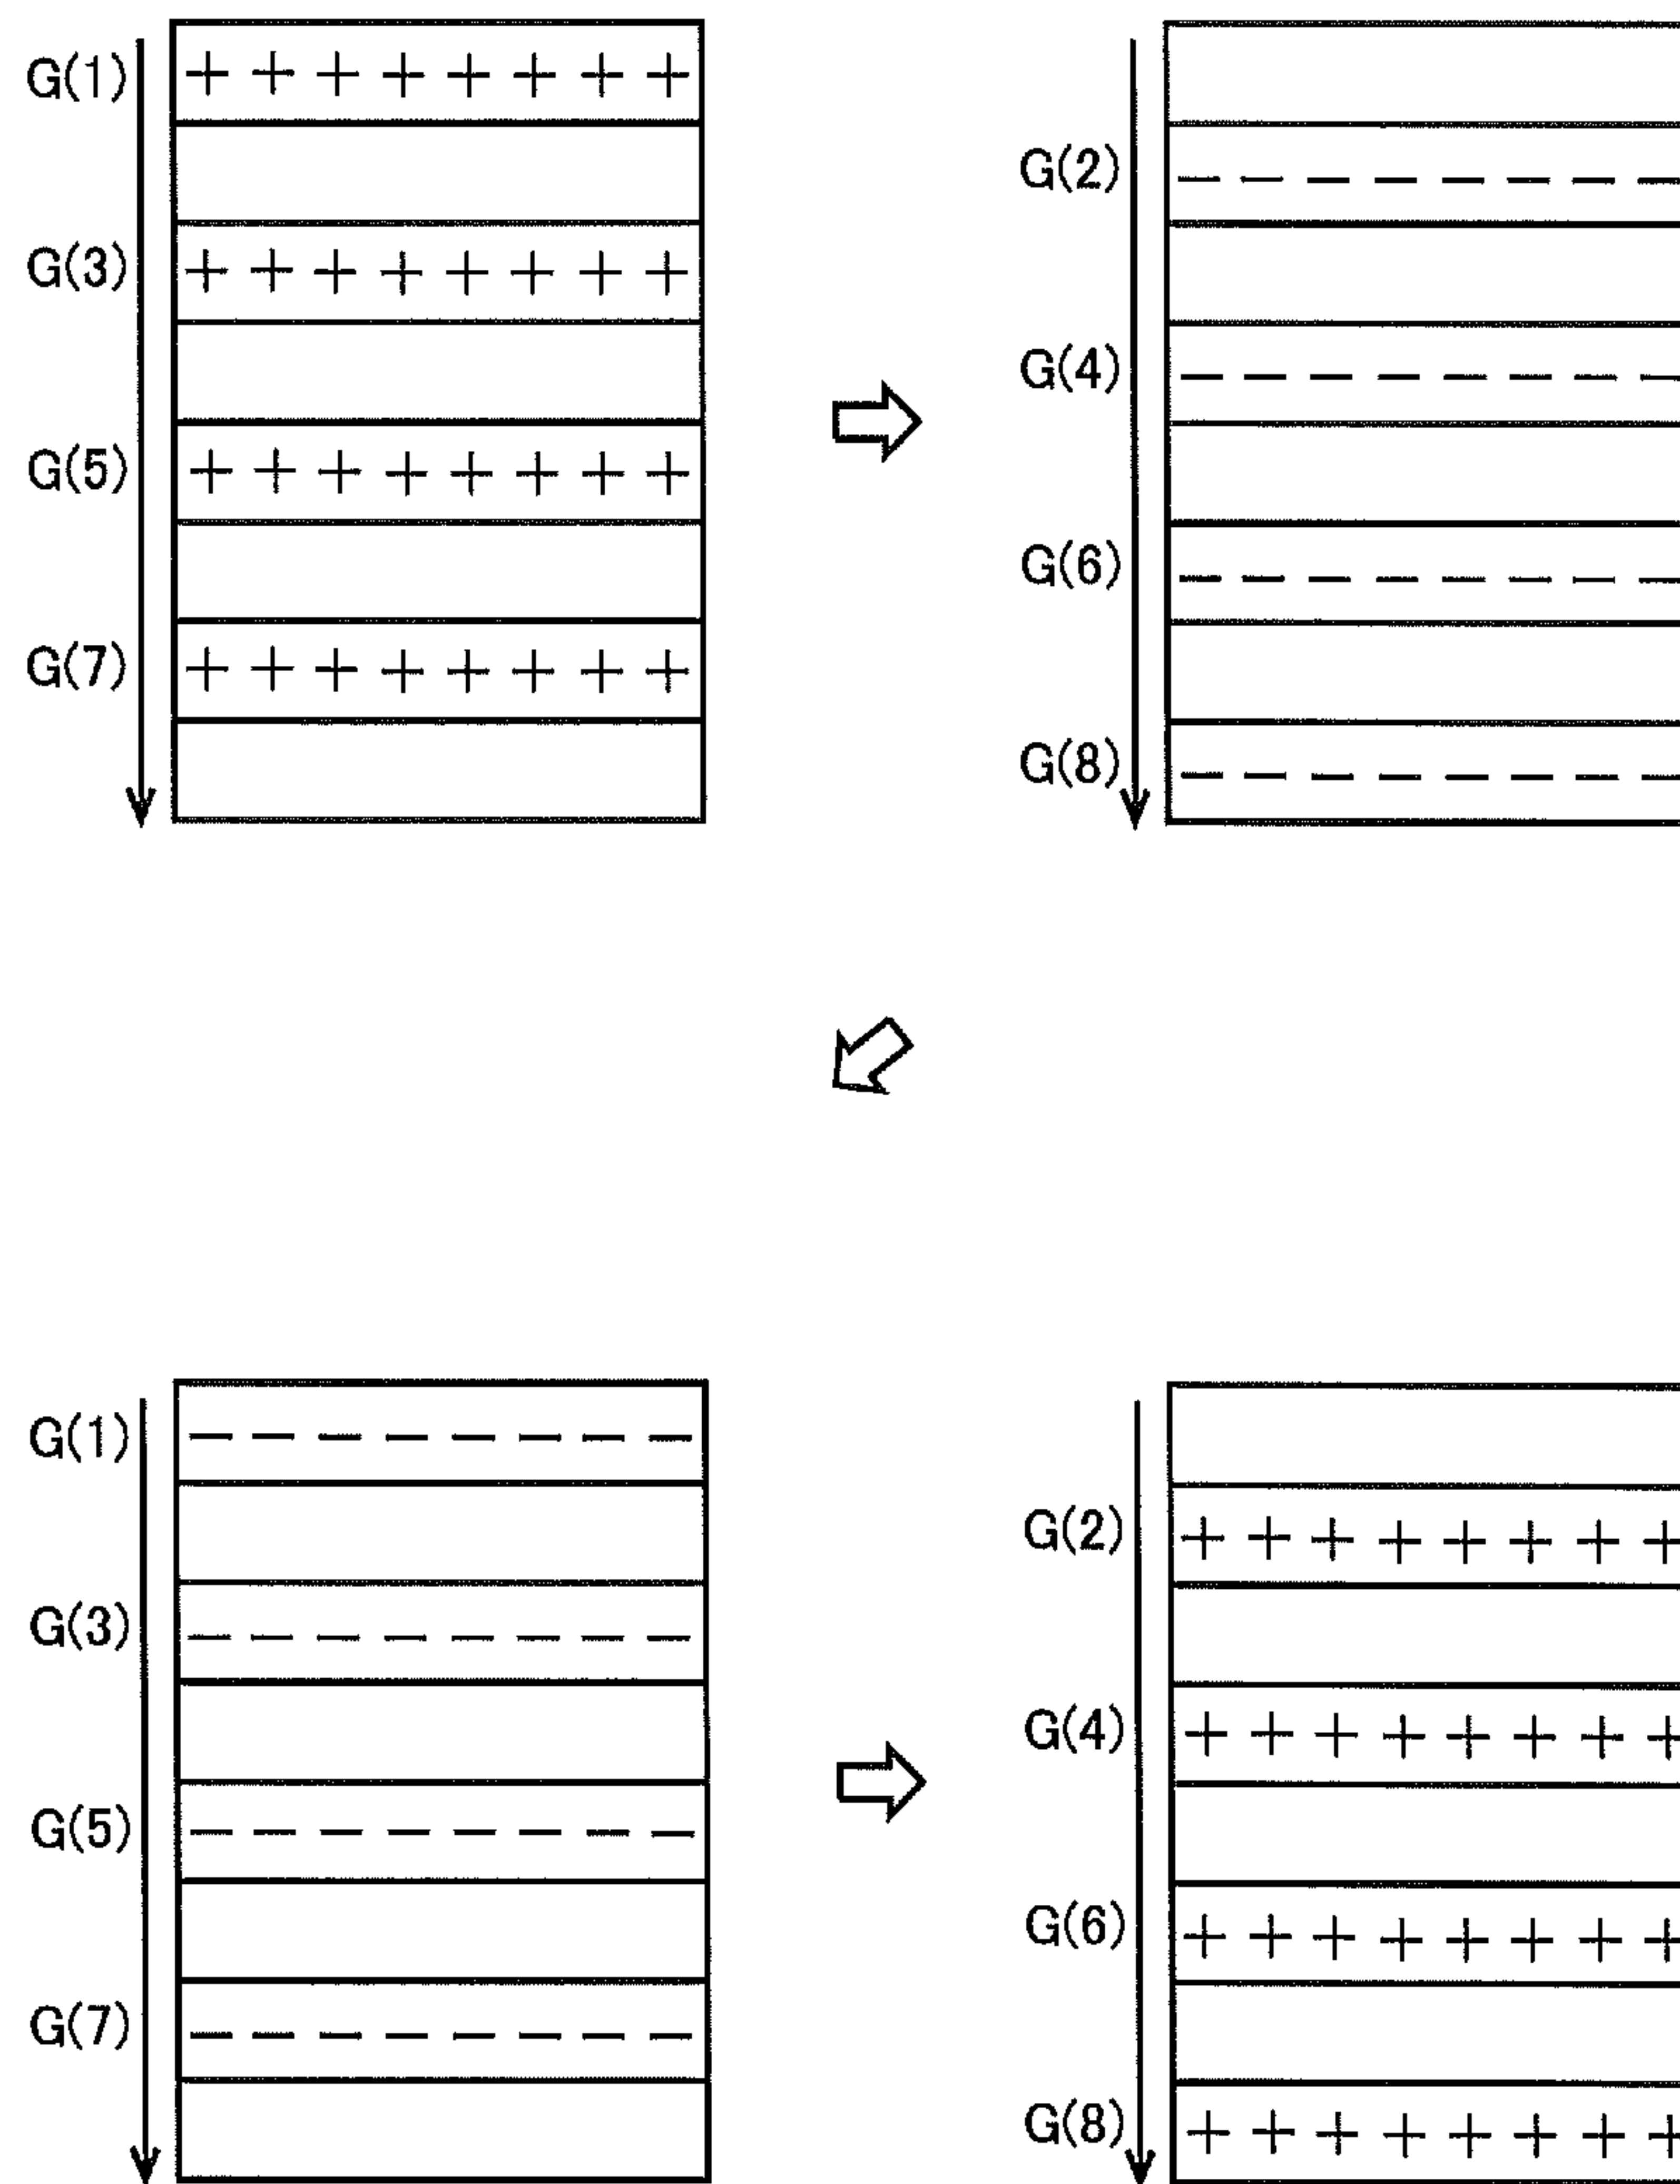 G(1) + + + + + + + +
G(3) + + + + + + + +
G(5) + + + + + + + +
G(7) + + + + + + + +
G(2) − − − − − − − −
G(4) − − − − − − − −
G(6) − − − − − − − −
G(8) − − − − − − − −
G(1) − − − − − − − −
G(3) − − − − − − − −
G(5) − − − − − − − −
G(7) − − − − − − − −
G(2) + + + + + + + +
G(4) + + + + + + + +
G(6) + + + + + + + +
G(8) + + + + + + + +